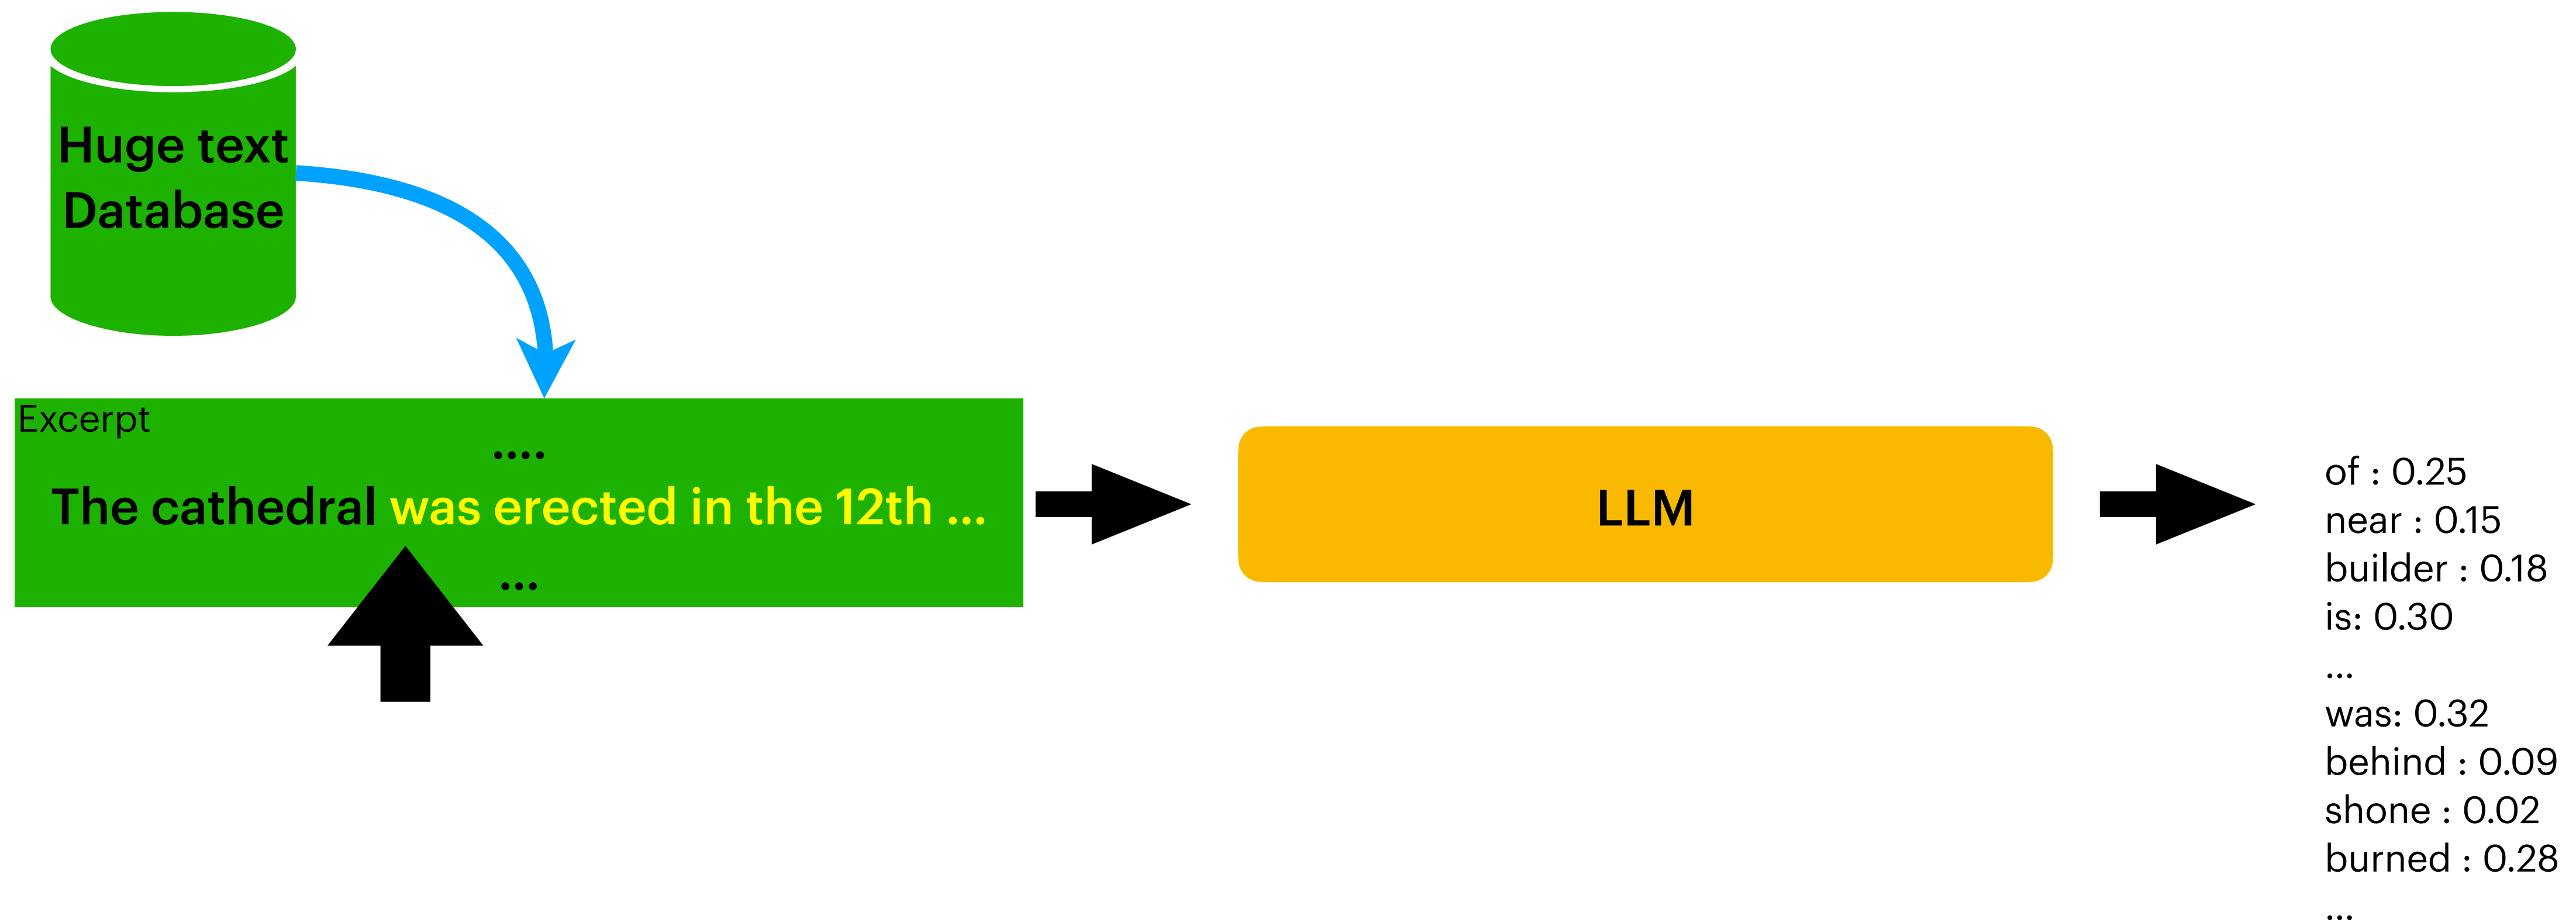 Huge text
Database
Excerpt
....
The cathedral was erected in the 12th ...
...
LLM
of : 0.25
near : 0.15
builder : 0.18
is: 0.30
...
was: 0.32
behind : 0.09
shone : 0.02
burned : 0.28
...